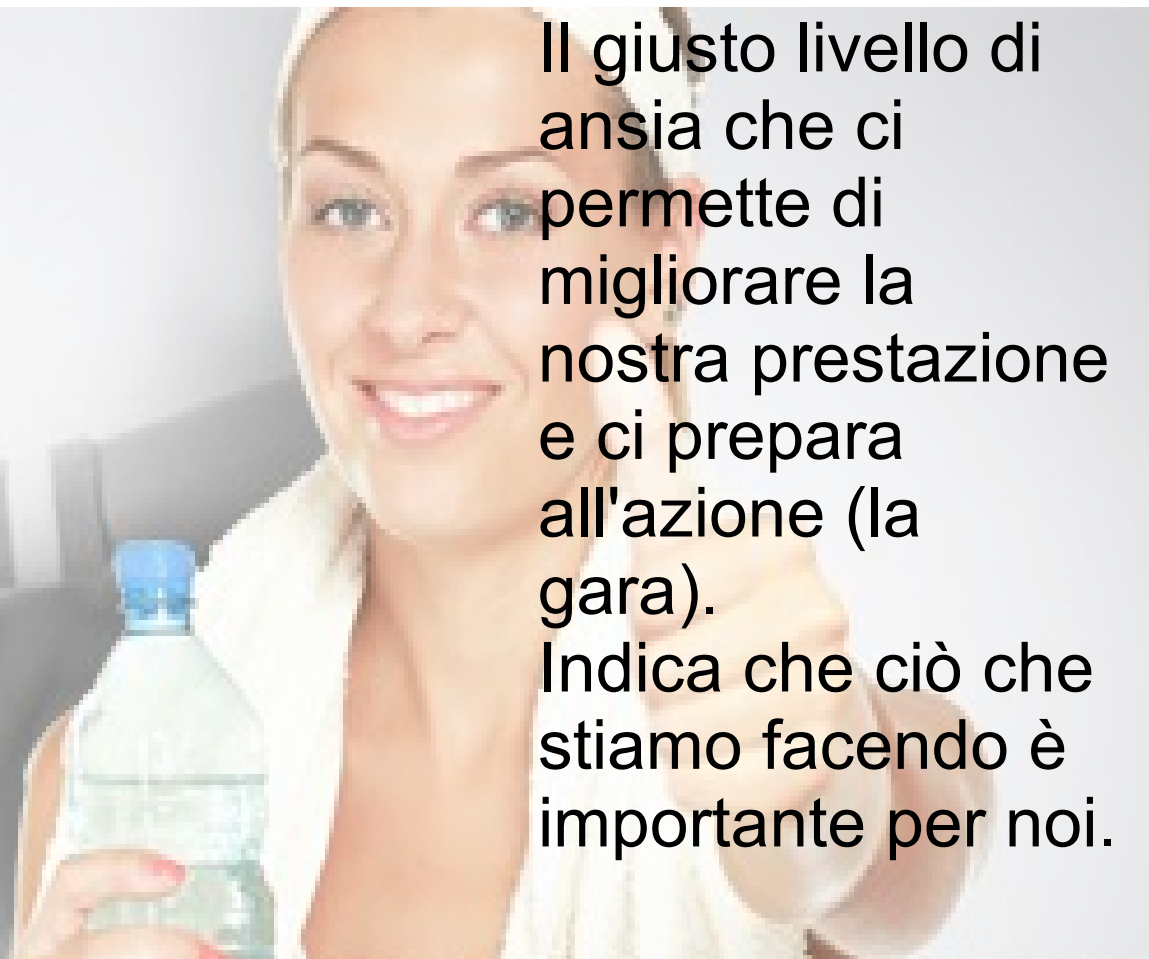 Il giusto livello di
ansia che ci
permette di
migliorare la
nostra prestazione
e ci prepara
all'azione (la
gara).
Indica che ciò che
stiamo facendo è
importante per noi.